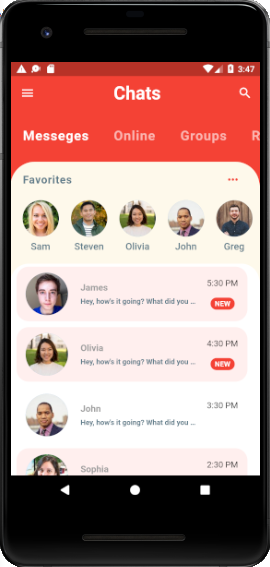 3:47
Chats
Messeges Online Groups R
Favorites
Sam Steven Olivia John Greg
James 5:30 PM
Hey, how's it going? What did you ... NEW
Olivia 4:30 PM
Hey, how's it going? What did you ... NEW
John 3:30 PM
Hey, how's it going? What did you ...
Sophia 2:30 PM